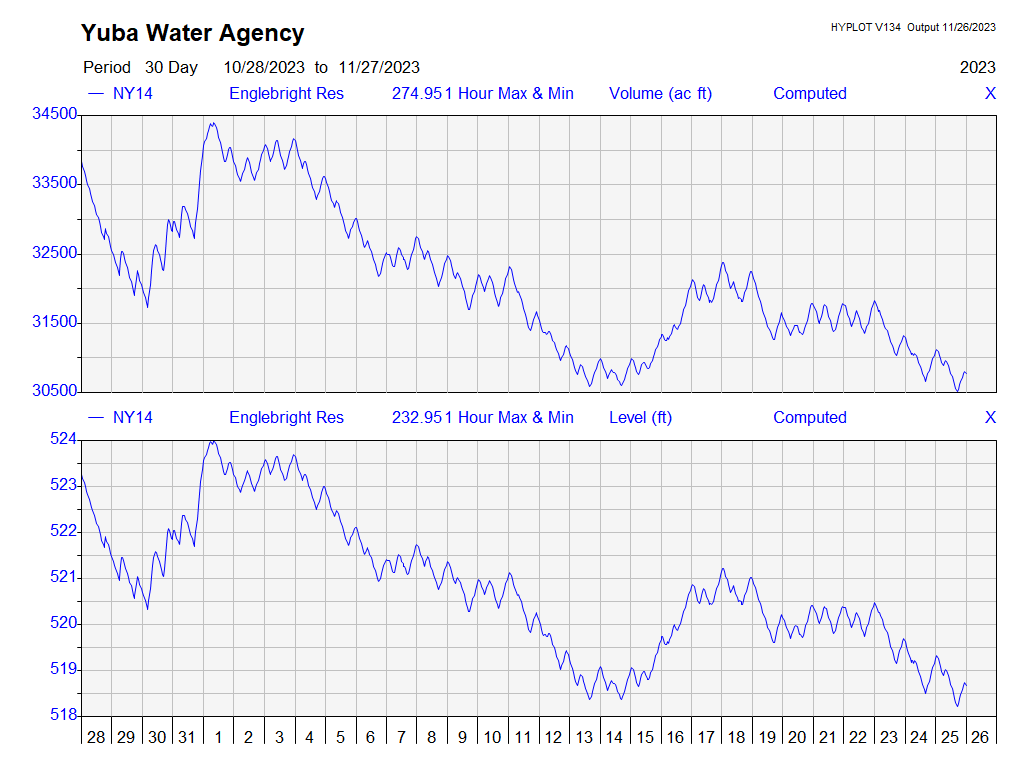 Yuba Water Agency
HYPLOT V134 Output 11/26/2023
Period 30 Day 10/28/2023 to 11/27/2023
2023
NY14 Englebright Res 274.951 Hour Max & Min Volume (ac ft) Computed X
34500
33500
32500
31500
30500
NY14 Englebright Res 232.951 Hour Max & Min Level (ft) Computed X
524
523
522
521
520
519
518
28 29 30 31 1 2 3 4 5 6 7 8 9 10 11 12 13 14 15 16 17 18 19 20 21 22 23 24 25 26